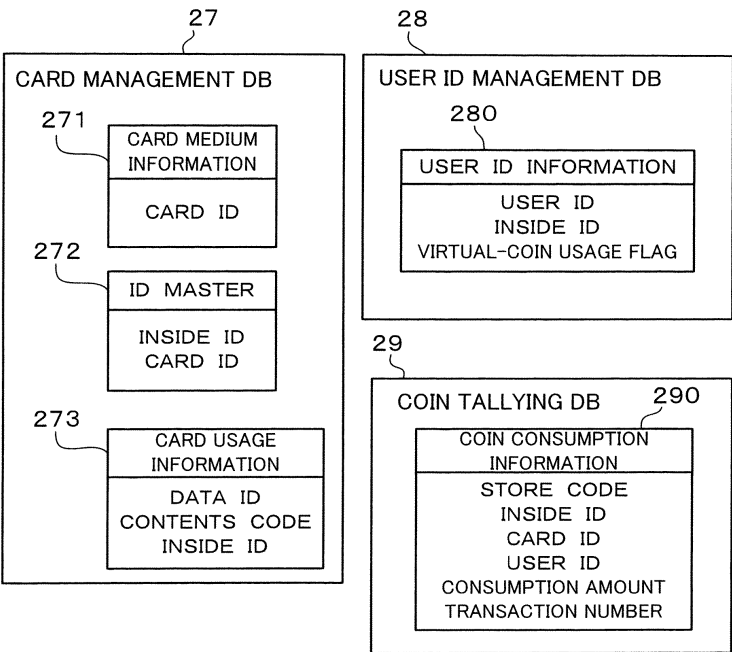 27
CARD MANAGEMENT DB
271
CARD MEDIUM
INFORMATION
CARD ID
272
ID MASTER
INSIDE ID
CARD ID
273
CARD USAGE
INFORMATION
DATA ID
CONTENTS CODE
INSIDE ID
28
USER ID MANAGEMENT DB
280
USER ID INFORMATION
USER ID
INSIDE ID
VIRTUAL-COIN USAGE FLAG
29
COIN TALLYING DB
290
COIN CONSUMPTION
INFORMATION
STORE CODE
INSIDE ID
CARD ID
USER ID
CONSUMPTION AMOUNT
TRANSACTION NUMBER